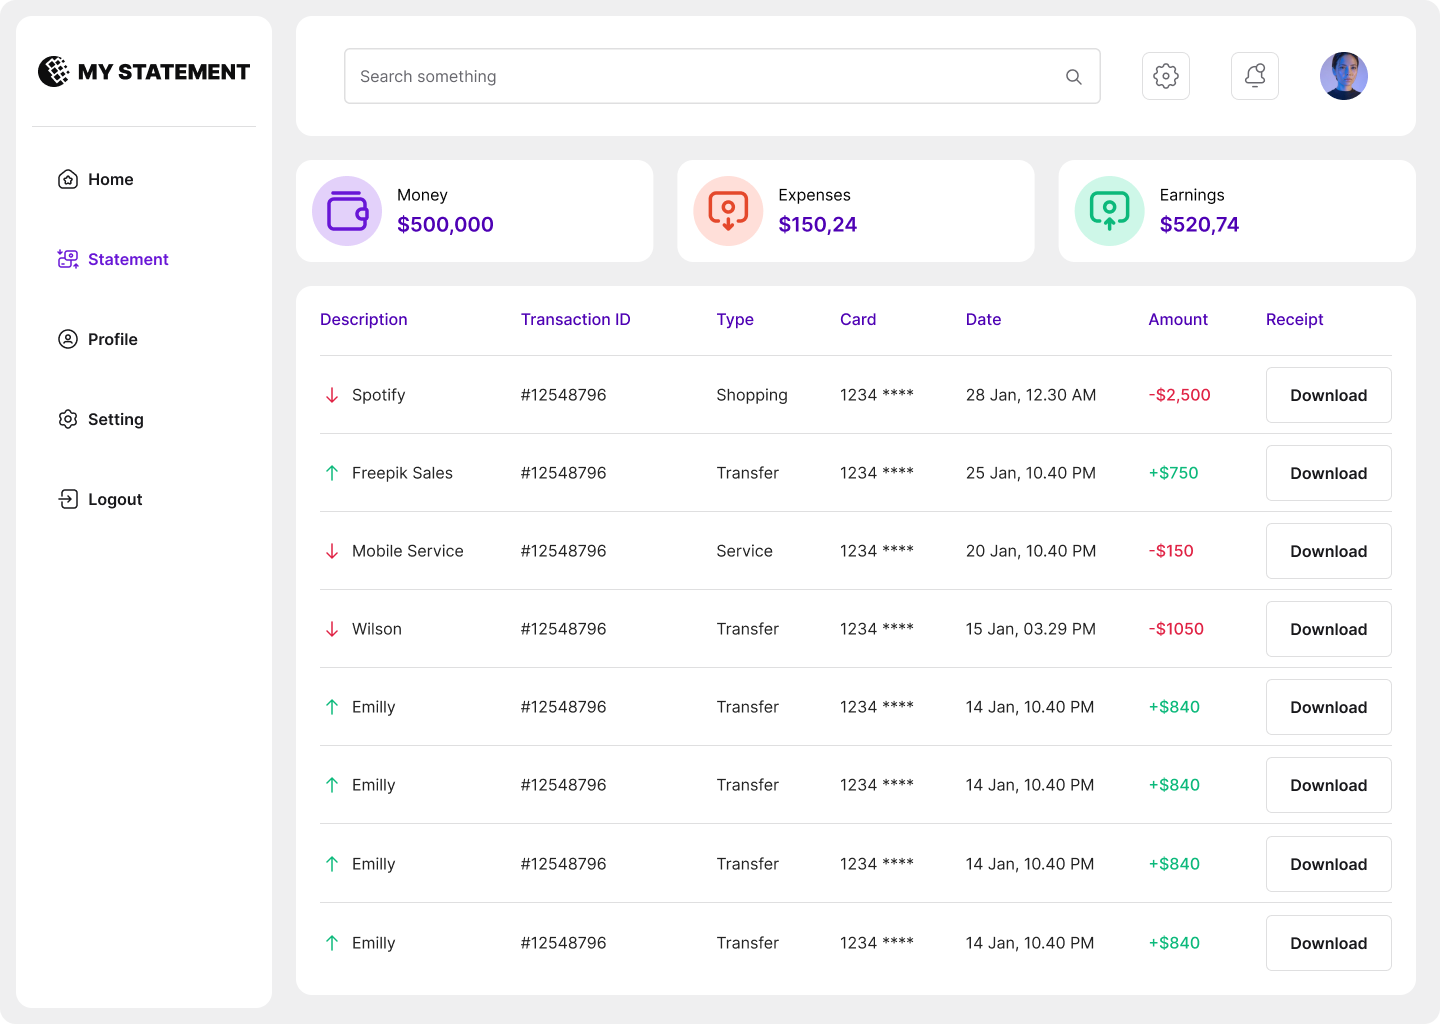 MY STATEMENT
Home
Statement
Profile
Setting
Logout
Search something
Money
$500,000
Expenses
$150,24
Earnings
$520,74
Description Transaction ID Type Card Date Amount Receipt
Spotify #12548796 Shopping 1234 **** 28 Jan, 12.30 AM -$2,500 Download
Freepik Sales #12548796 Transfer 1234 **** 25 Jan, 10.40 PM +$750 Download
Mobile Service #12548796 Service 1234 **** 20 Jan, 10.40 PM -$150 Download
Wilson #12548796 Transfer 1234 **** 15 Jan, 03.29 PM -$1050 Download
Emilly #12548796 Transfer 1234 **** 14 Jan, 10.40 PM +$840 Download
Emilly #12548796 Transfer 1234 **** 14 Jan, 10.40 PM +$840 Download
Emilly #12548796 Transfer 1234 **** 14 Jan, 10.40 PM +$840 Download
Emilly #12548796 Transfer 1234 **** 14 Jan, 10.40 PM +$840 Download